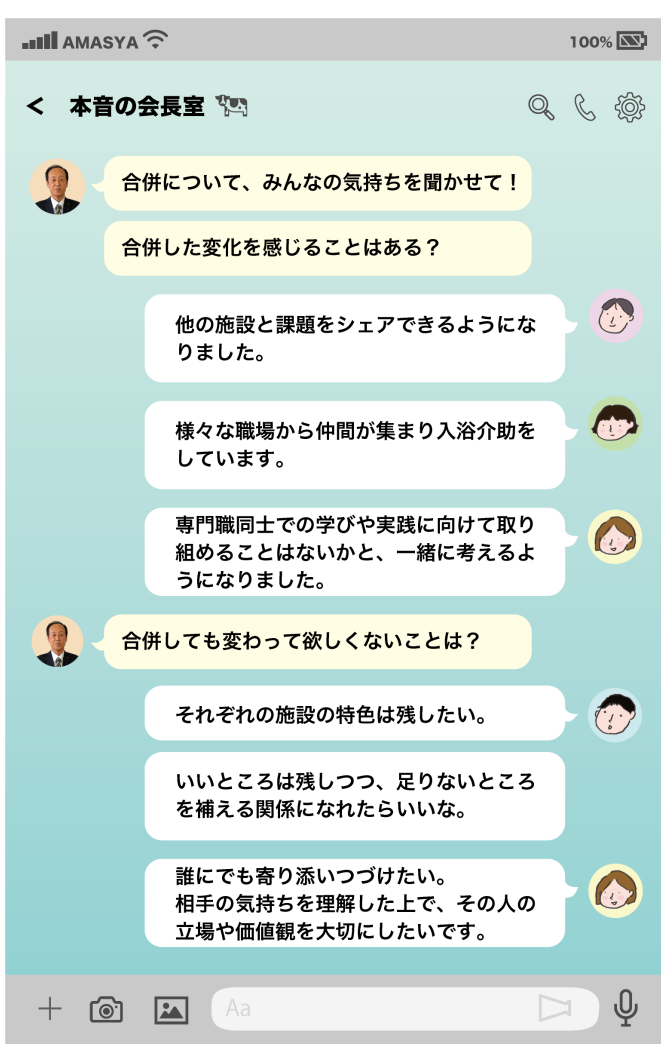 AMASYA
100%
< 本音の会長室
合併について、みんなの気持ちを聞かせて！
合併した変化を感じることはある？
他の施設と課題をシェアできるようにな
りました。
様々な職場から仲間が集まり入浴介助を
しています。
専門職同士での学びや実践に向けて取り
組めることはないかと、一緒に考えるよ
うになりました。
合併しても変わって欲しくないことは？
それぞれの施設の特色は残したい。
いいところは残しつつ、足りないところ
を補える関係になれたらいいな。
誰にでも寄り添いつづけたい。
相手の気持ちを理解した上で、その人の
立場や価値観を大切にしたいです。
Aa